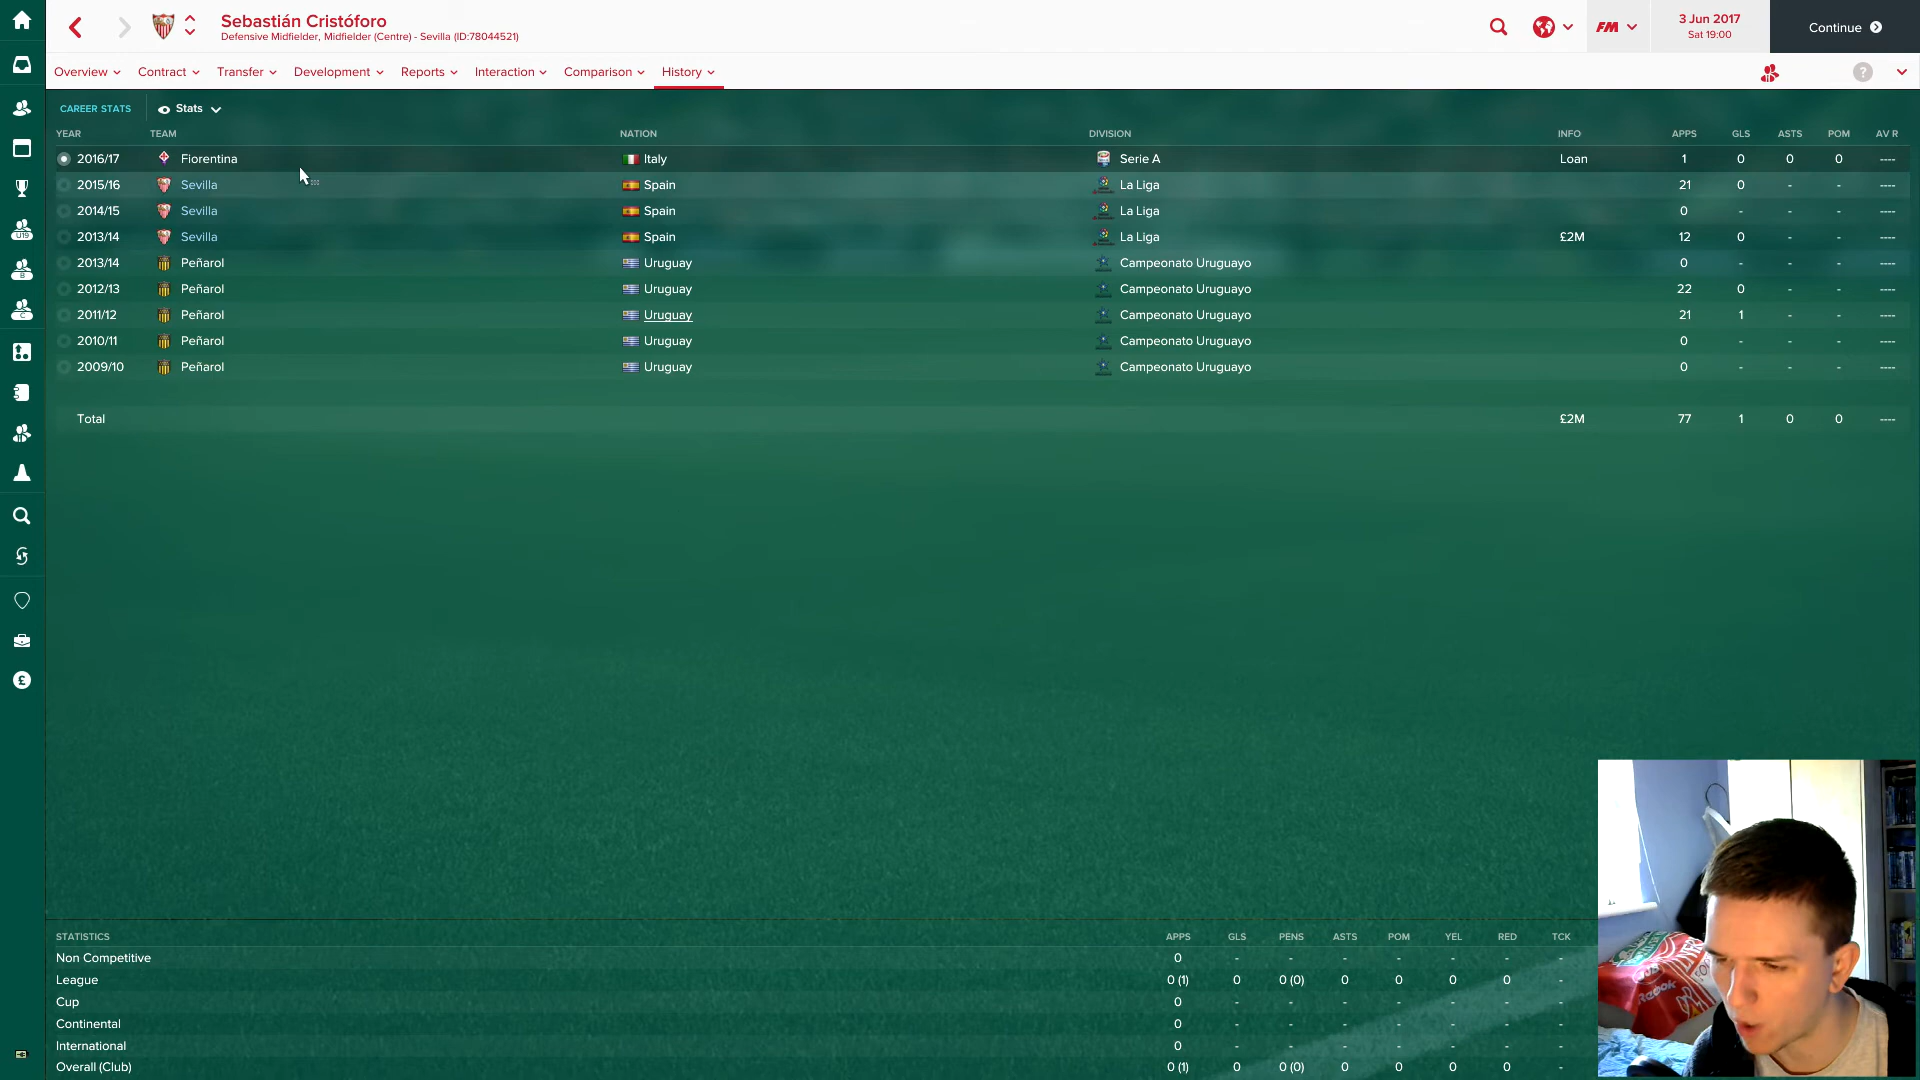 Sebastián Cristóforo
Defensive Midfielder, Midfielder (Centre) - Sevilla (ID:78044521)
FM
3 Jun 2017
Sat 19:00
Continue
Overview Contract Transfer Development Reports Interaction Comparison History
?
CAREER STATS Stats
YEAR TEAM NATION DIVISION INFO APPS GLS ASTS POM AV R
2016/17 Fiorentina Italy Serie A Loan 1 0 0 0 ----
2015/16 Sevilla Spain La Liga 21 0 - - ----
2014/15 Sevilla Spain La Liga 0 - - - ----
2013/14 Sevilla Spain La Liga £2M 12 0 - - ----
2013/14 Peñarol Uruguay Campeonato Uruguayo 0 - - - ----
2012/13 Peñarol Uruguay Campeonato Uruguayo 22 0 - - ----
2011/12 Peñarol Uruguay Campeonato Uruguayo 21 1 - - ----
2010/11 Peñarol Uruguay Campeonato Uruguayo 0 - - - ----
2009/10 Peñarol Uruguay Campeonato Uruguayo 0 - - - ----
Total £2M 77 1 0 0 ----
U19
B
C
£
STATISTICS APPS GLS PENS ASTS POM YEL RED TCK
Non Competitive 0 - - - - - - -
League 0 (1) 0 0 (0) 0 0 0 0 -
Cup 0 - - - - - - -
Continental 0 - - - - - - -
International 0 - - - - - - -
Overall (Club) 0 (1) 0 0 (0) 0 0 0 0 -
Reebok